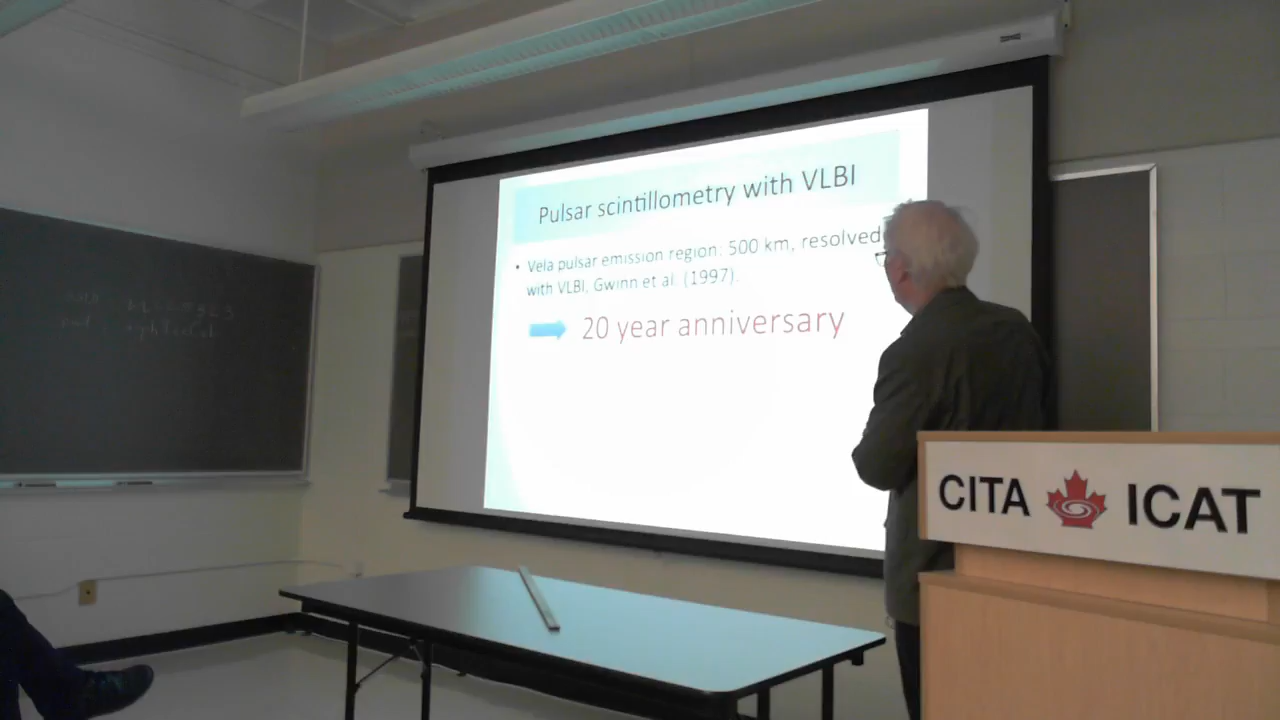 Pulsar scintillometry with VLBI
• Vela pulsar emission region: 500 km, resolved
with VLBI, Gwinn et al. (1997).
20 year anniversary
CITA ICAT